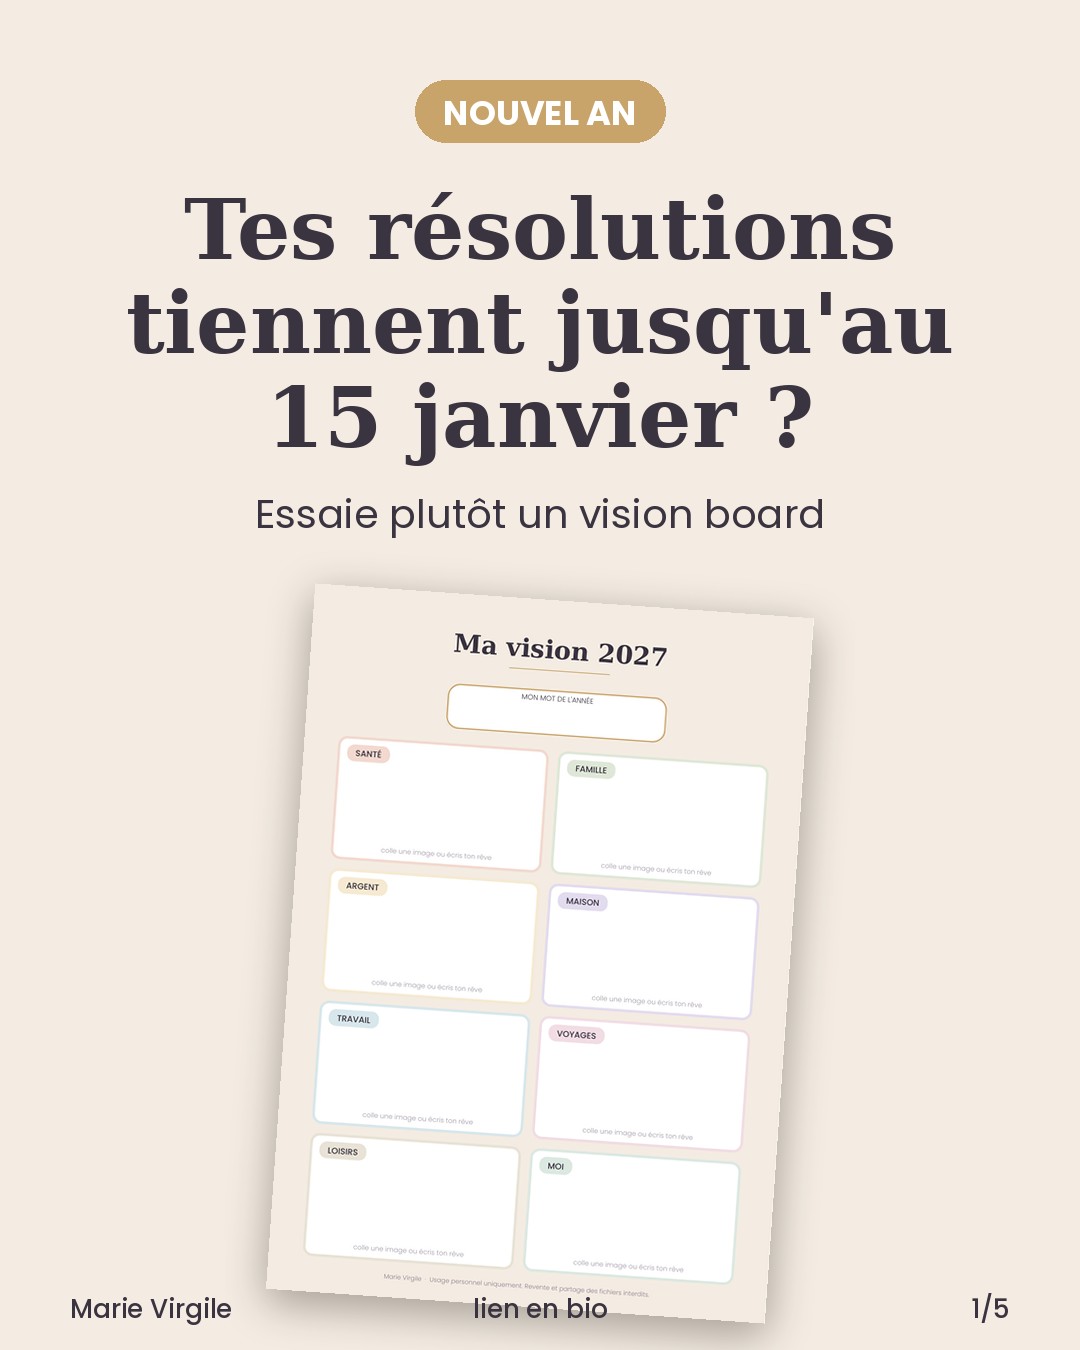 NOUVEL AN
Tes résolutions
tiennent jusqu'au
15 janvier ?
Essaie plutôt un vision board
Ma vision 2027
MON MOT DE L'ANNÉE
SANTÉ
colle une image ou écris ton rêve
FAMILLE
colle une image ou écris ton rêve
ARGENT
colle une image ou écris ton rêve
MAISON
colle une image ou écris ton rêve
TRAVAIL
colle une image ou écris ton rêve
VOYAGES
colle une image ou écris ton rêve
LOISIRS
colle une image ou écris ton rêve
MOI
colle une image ou écris ton rêve
Marie Virgile · Usage personnel uniquement. Revente et partage des fichiers interdits.
Marie Virgile
lien en bio
1/5